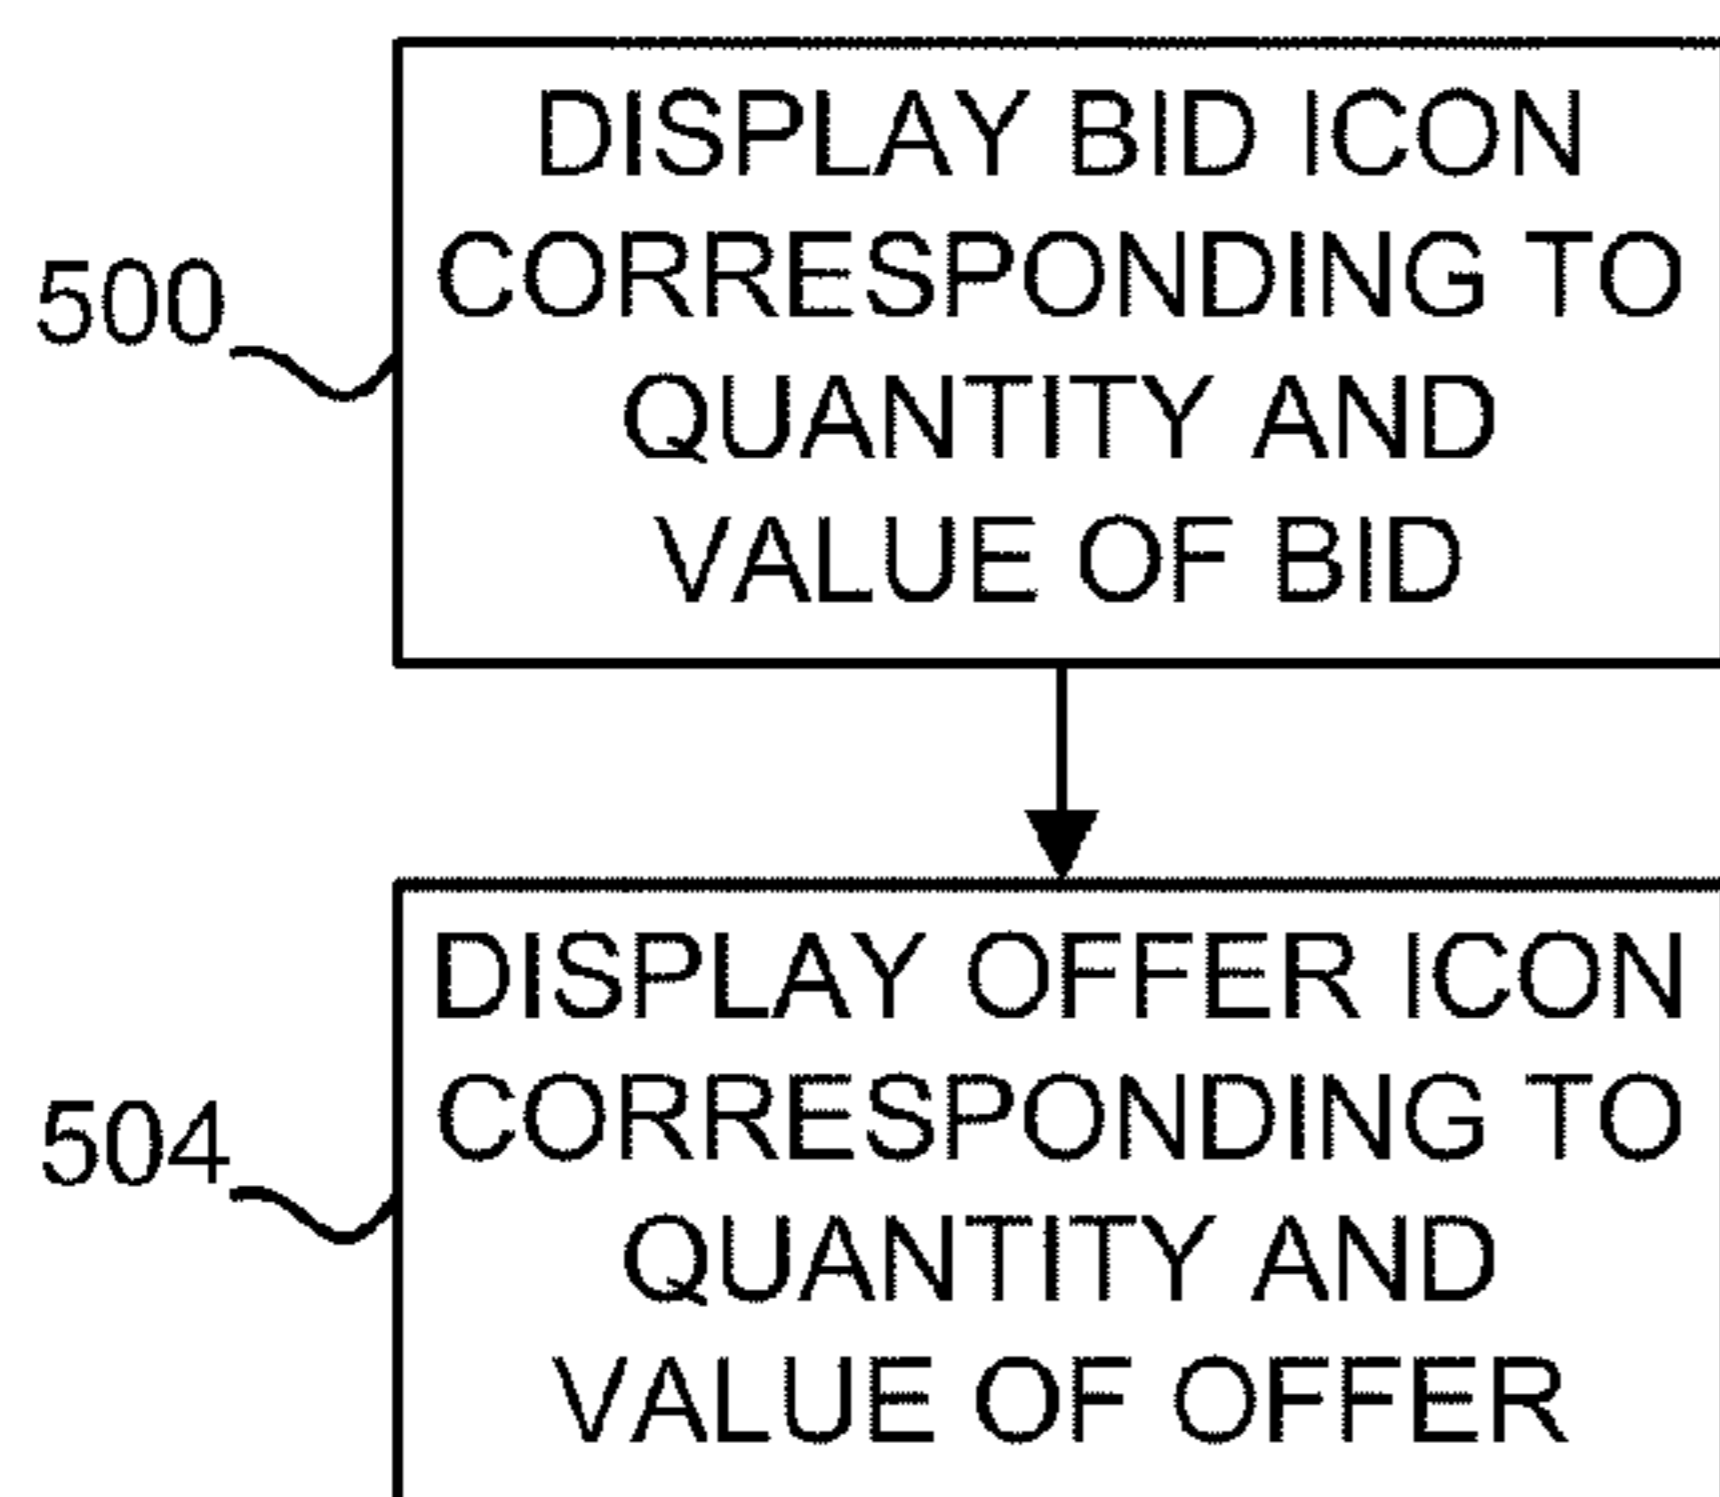 DISPLAY BID ICON
CORRESPONDING TO
500
QUANTITY AND
VALUE OF BID
DISPLAY OFFER ICON
CORRESPONDING TO
504
QUANTITY AND
VALUE OF OFFER